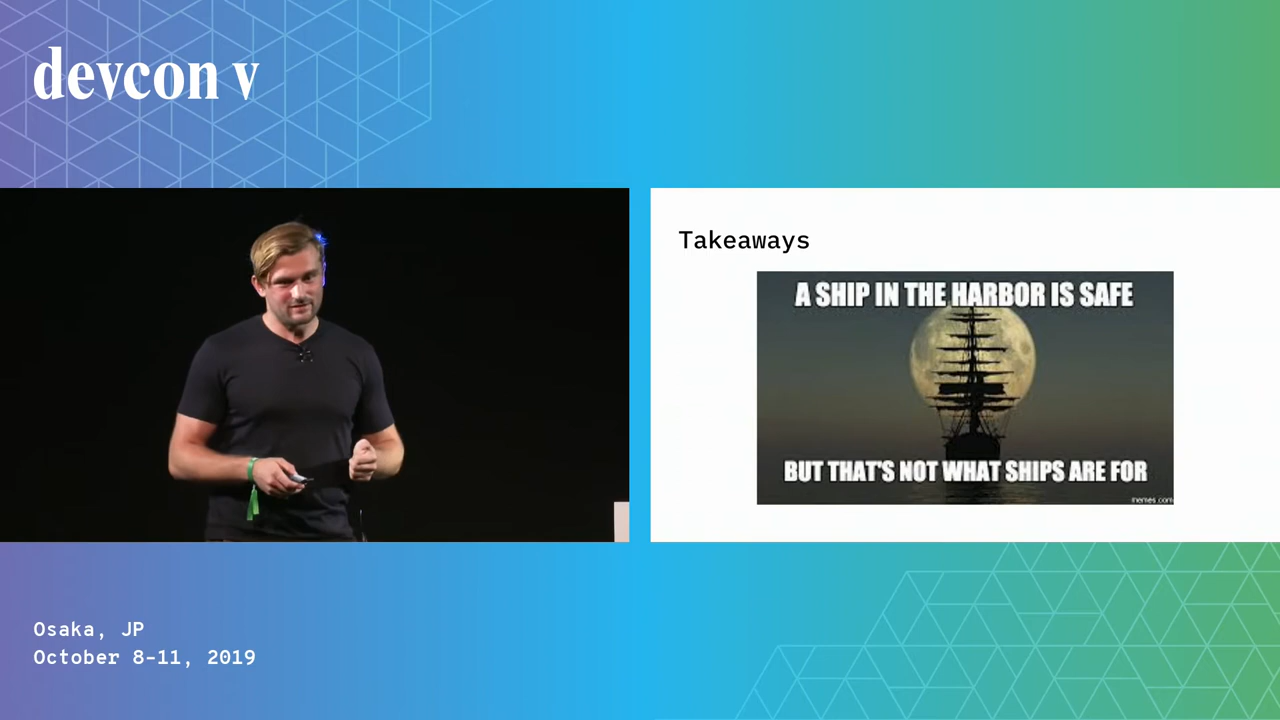 devcon v
Takeaways
A SHIP IN THE HARBOR IS SAFE
BUT THAT'S NOT WHAT SHIPS ARE FOR
memes.com
Osaka, JP
October 8-11, 2019